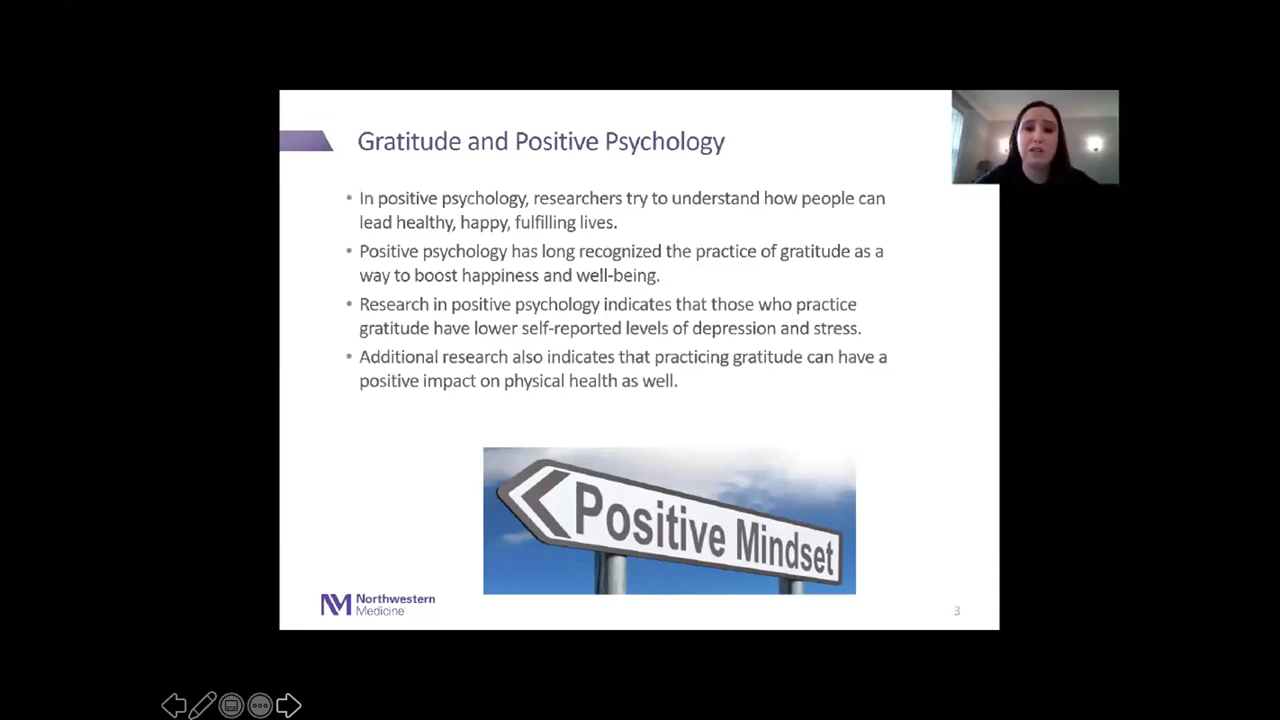 Gratitude and Positive Psychology
• In positive psychology, researchers try to understand how people can
lead healthy, happy, fulfilling lives.
• Positive psychology has long recognized the practice of gratitude as a
way to boost happiness and well-being.
• Research in positive psychology indicates that those who practice
gratitude have lower self-reported levels of depression and stress.
• Additional research also indicates that practicing gratitude can have a
positive impact on physical health as well.
Positive Mindset
NM Northwestern
Medicine
3